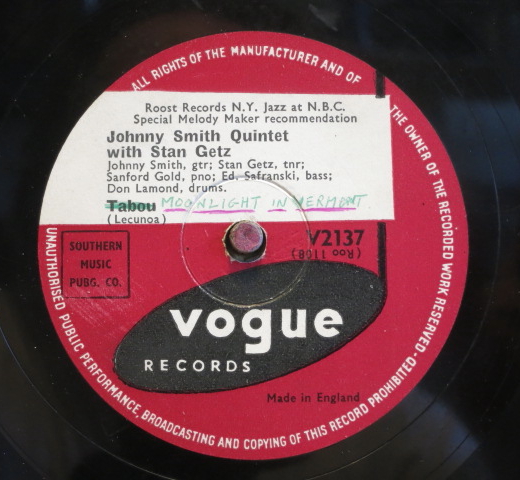 ALL RIGHTS OF THE MANUFACTURER AND OF THE OWNER OF THE RECORDED WORK RESERVED - UNAUTHORISED PUBLIC PERFORMANCE, BROADCASTING AND COPYING OF THIS RECORD PROHIBITED
Roost Records N.Y. Jazz at N.B.C.
Special Melody Maker recommendation
Johnny Smith Quintet
with Stan Getz
Johnny Smith, gtr; Stan Getz, tnr;
Sanford Gold, pno; Ed. Safranski, bass;
Don Lamond, drums.
Tabou MOONLIGHT IN VERMONT
(Lecunoa)
V2137
(Roo 1108)
SOUTHERN
MUSIC
PUBG. CO.
vogue
RECORDS
Made in England